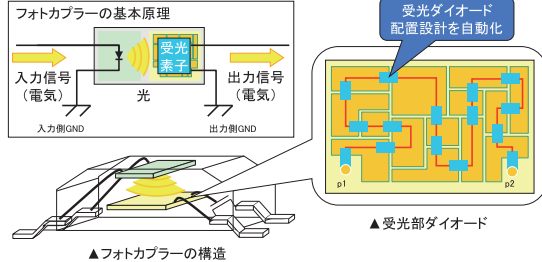 フォトカプラーの基本原理
受光
素子
入力信号
(電気)
光
出力信号
(電気)
入力側GND
出力側GND
▲フォトカプラーの構造
受光ダイオード
配置設計を自動化
p1
p2
▲受光部ダイオード